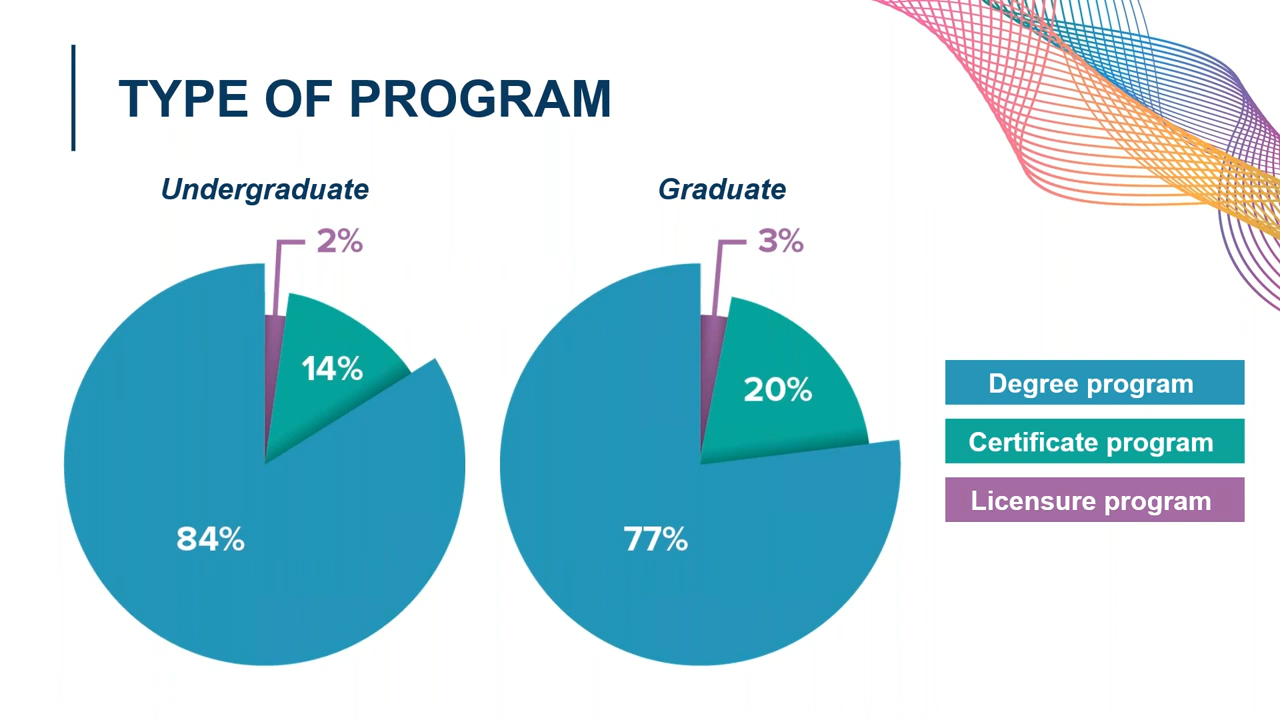 TYPE OF PROGRAM
Undergraduate
2%
14%
84%
Graduate
3%
20%
77%
Degree program
Certificate program
Licensure program